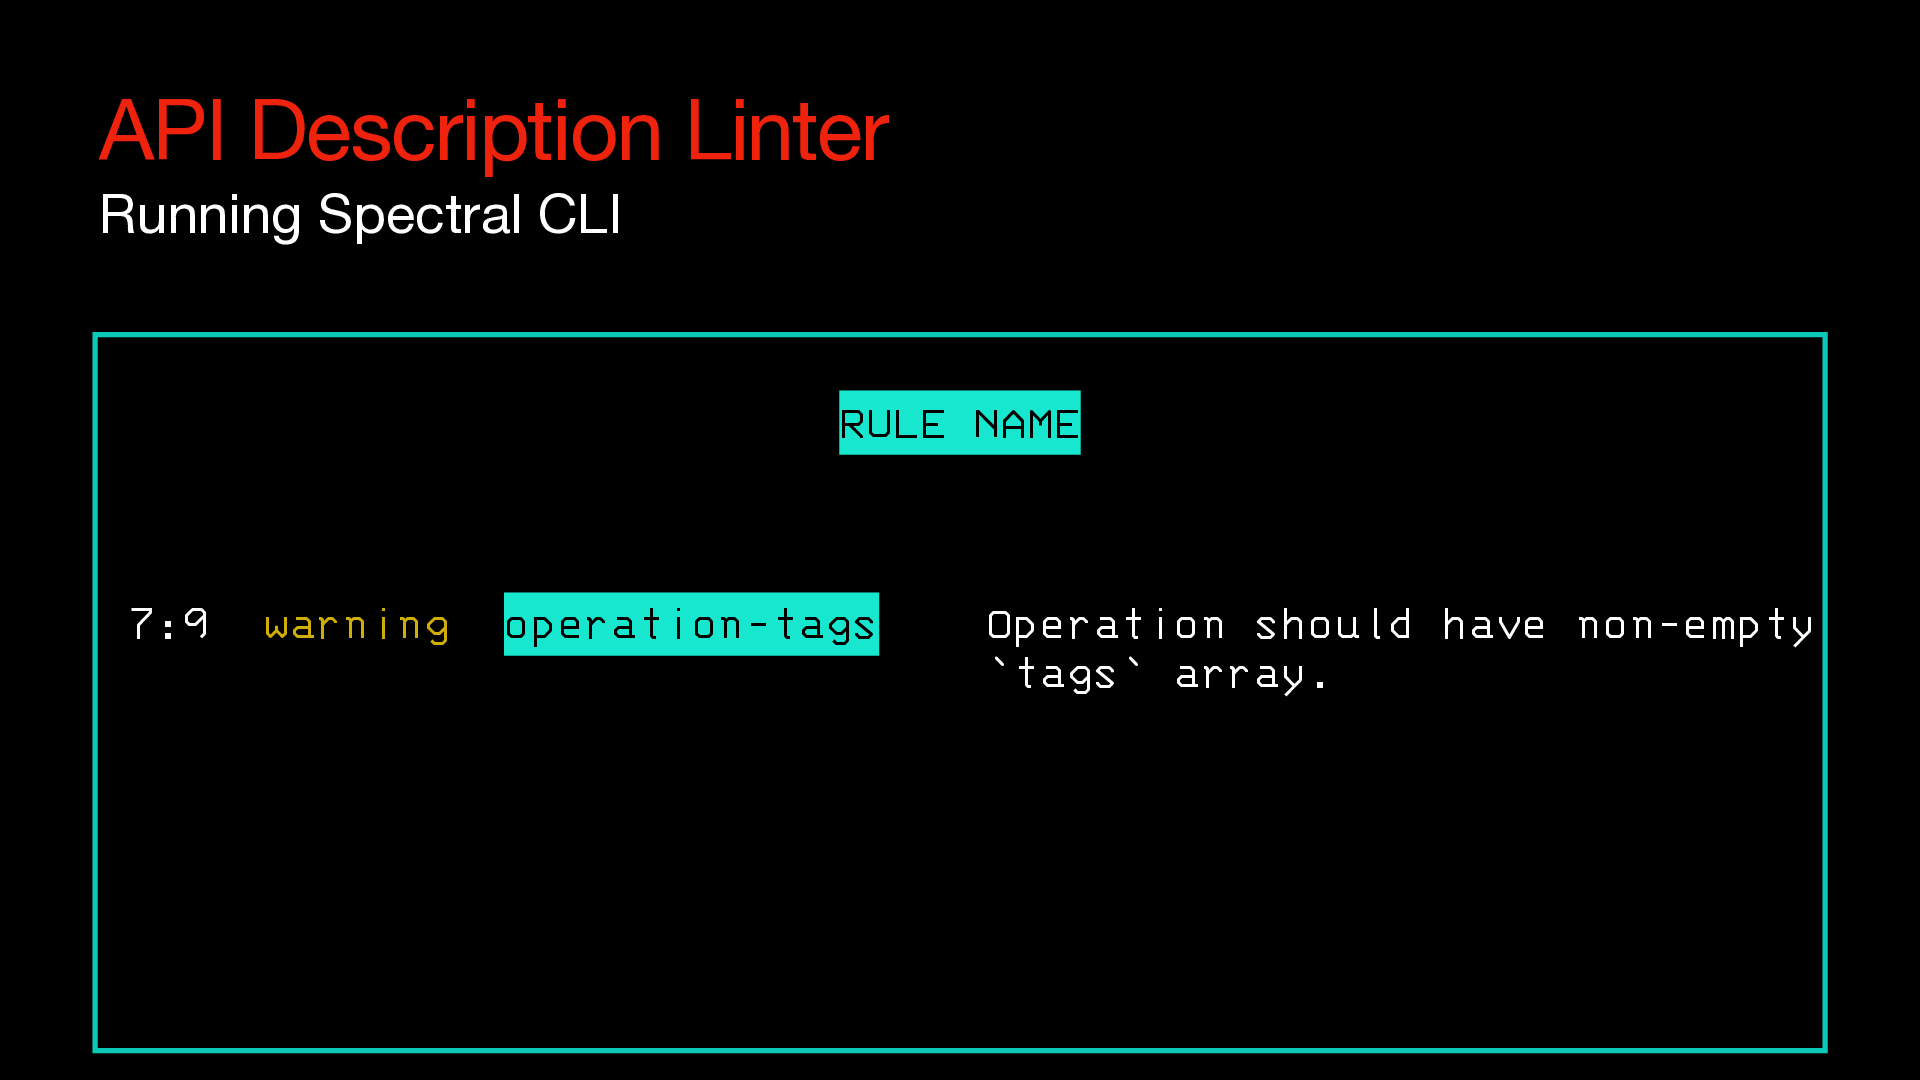 API Description Linter
Running Spectral CLI
RULE NAME
7:9 warning operation-tags Operation should have non-empty
`tags` array.